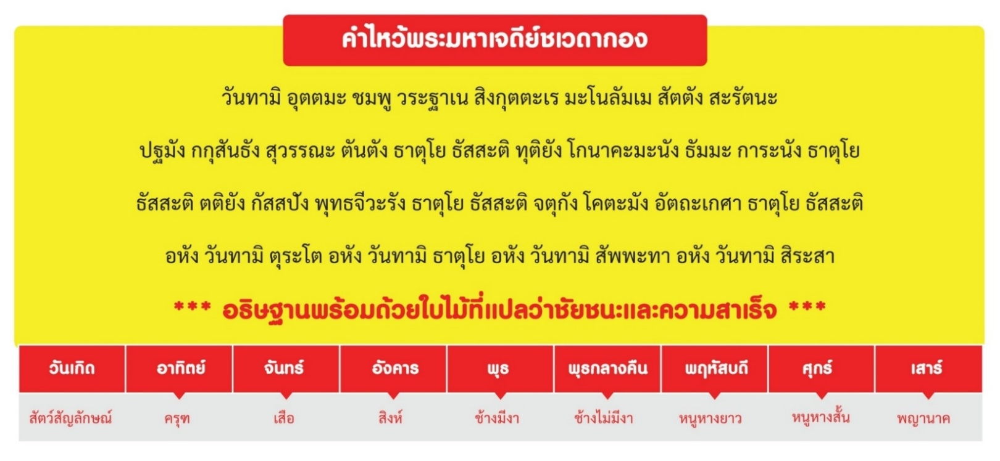 คำไหว้พระมหาเจดีย์ชเวดากอง
วันทามิ อุตตมะ ชมพู วระฐาเน สิงกุตตะเร มะโนลัมเม สัตตัง สะรัตนะ
ปฐมัง กกุสันธัง สุวรรณะ ตันตัง ธาตุโย ธัสสะติ ทุติยัง โกนาคะมะนัง ธัมมะ การะนัง ธาตุโย
ธัสสะติ ตติยัง กัสสปัง พุทธจีวะรัง ธาตุโย ธัสสะติ จตุกัง โคตะมัง อัตถะเกศา ธาตุโย ธัสสะติ
อหัง วันทามิ ตุระโต อหัง วันทามิ ธาตุโย อหัง วันทามิ สัพพะทา อหัง วันทามิ สิระสา
*** อธิษฐานพร้อมด้วยใบไม้ที่แปลว่าชัยชนะและความสาเร็จ ***
วันเกิด อาทิตย์ จันทร์ อังคาร พุธ พุธกลางคืน พฤหัสบดี ศุกร์ เสาร์
สัตว์สัญลักษณ์ ครุฑ เสือ สิงห์ ช้างมีงา ช้างไม่มีงา หนูหางยาว หนูหางสั้น พญานาค